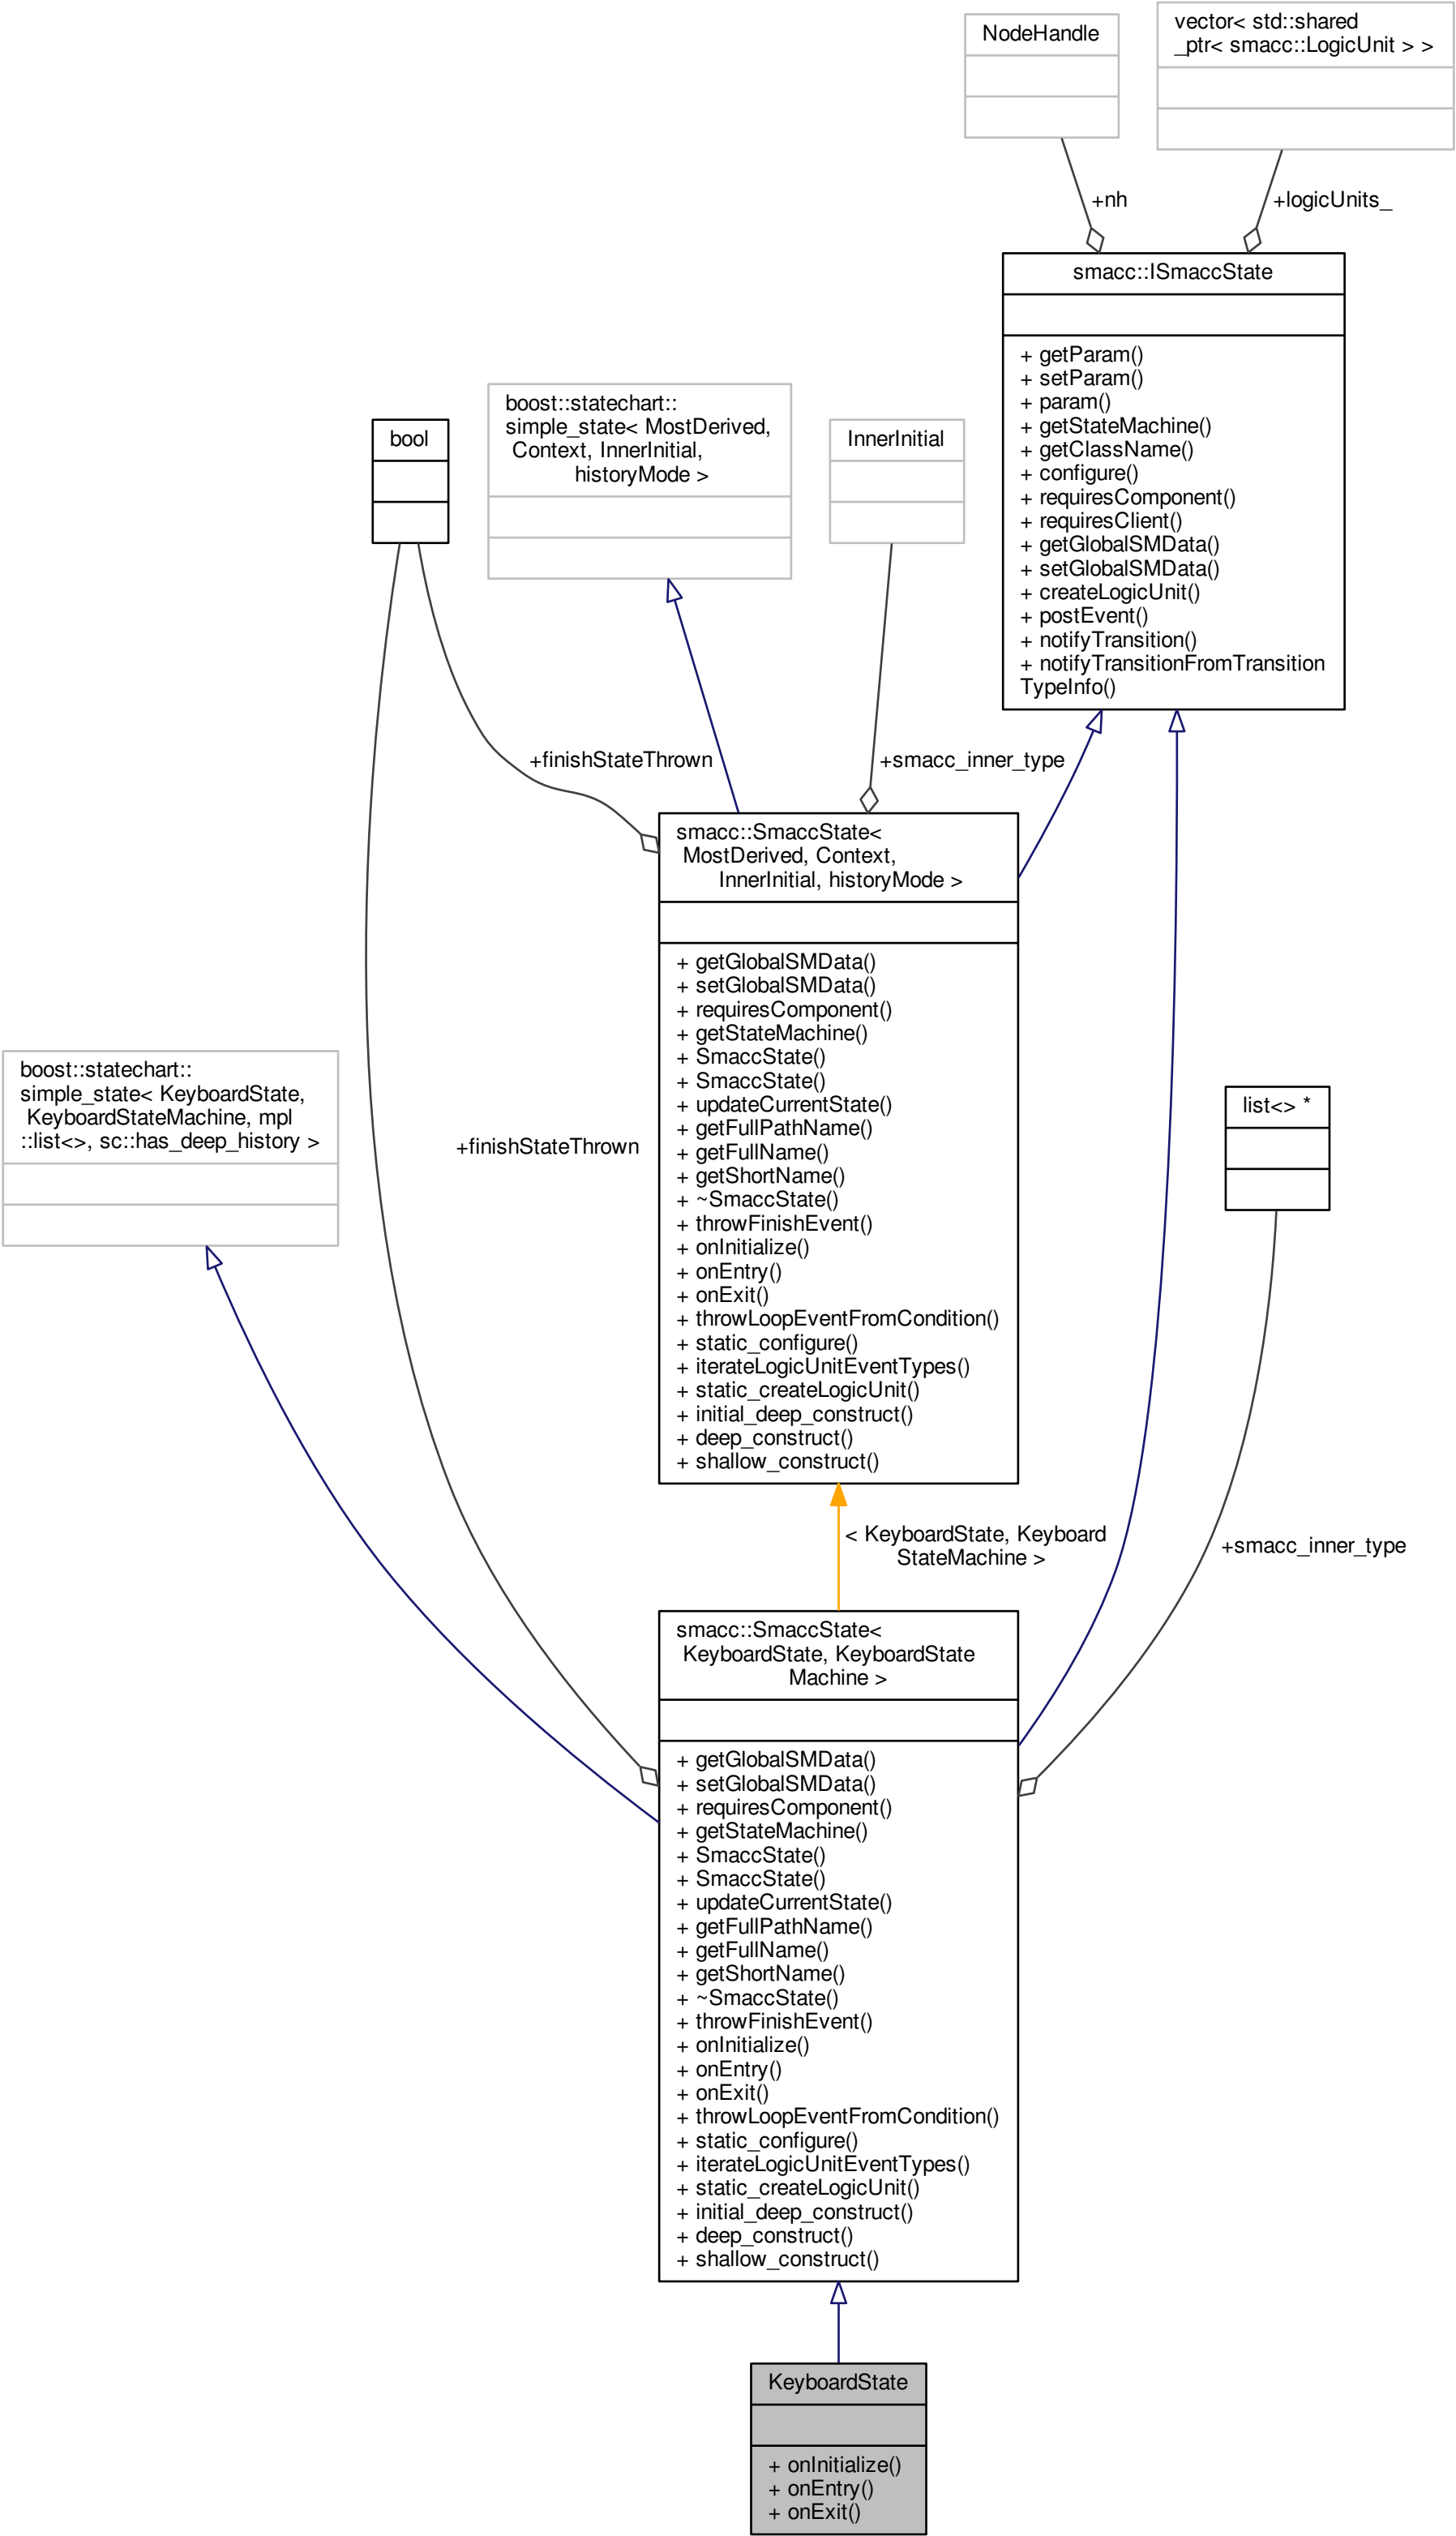 NodeHandle
vector< std::shared
_ptr< smacc::LogicUnit > >
+nh
+logicUnits_
smacc::ISmaccState
+ getParam()
+ setParam()
+ param()
+ getStateMachine()
+ getClassName()
+ configure()
+ requiresComponent()
+ requiresClient()
+ getGlobalSMData()
+ setGlobalSMData()
+ createLogicUnit()
+ postEvent()
+ notifyTransition()
+ notifyTransitionFromTransition
TypeInfo()
bool
boost::statechart::
simple_state< MostDerived,
Context, InnerInitial,
historyMode >
InnerInitial
+finishStateThrown
+smacc_inner_type
smacc::SmaccState<
MostDerived, Context,
InnerInitial, historyMode >
+ getGlobalSMData()
+ setGlobalSMData()
+ requiresComponent()
+ getStateMachine()
+ SmaccState()
+ SmaccState()
+ updateCurrentState()
+ getFullPathName()
+ getFullName()
+ getShortName()
+ ~SmaccState()
+ throwFinishEvent()
+ onInitialize()
+ onEntry()
+ onExit()
+ throwLoopEventFromCondition()
+ static_configure()
+ iterateLogicUnitEventTypes()
+ static_createLogicUnit()
+ initial_deep_construct()
+ deep_construct()
+ shallow_construct()
boost::statechart::
simple_state< KeyboardState,
KeyboardStateMachine, mpl
::list<>, sc::has_deep_history >
+finishStateThrown
list<> *
< KeyboardState, Keyboard
StateMachine >
+smacc_inner_type
smacc::SmaccState<
KeyboardState, KeyboardState
Machine >
+ getGlobalSMData()
+ setGlobalSMData()
+ requiresComponent()
+ getStateMachine()
+ SmaccState()
+ SmaccState()
+ updateCurrentState()
+ getFullPathName()
+ getFullName()
+ getShortName()
+ ~SmaccState()
+ throwFinishEvent()
+ onInitialize()
+ onEntry()
+ onExit()
+ throwLoopEventFromCondition()
+ static_configure()
+ iterateLogicUnitEventTypes()
+ static_createLogicUnit()
+ initial_deep_construct()
+ deep_construct()
+ shallow_construct()
KeyboardState
+ onInitialize()
+ onEntry()
+ onExit()